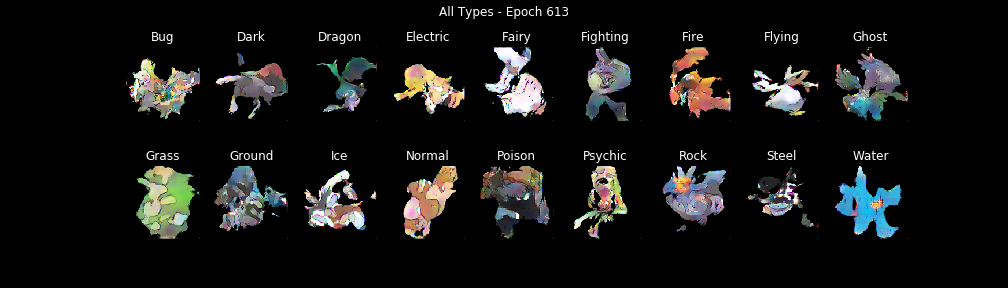 All Types - Epoch 613
Bug Dark Dragon Electric Fairy Fighting Fire Flying Ghost
Grass Ground Ice Normal Poison Psychic Rock Steel Water